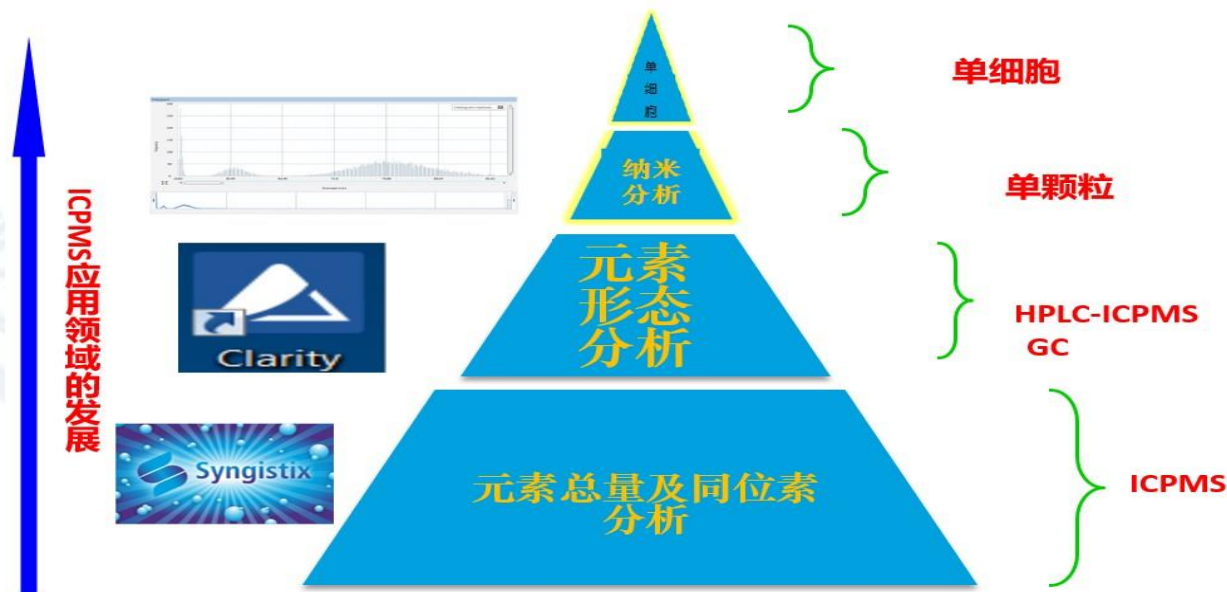 单
细
胞
单细胞
纳米
分析
单颗粒
ICPMS应用领域的发展
元素
形态
分析
HPLC-ICPMS
GC
Clarity
Syngistix
元素总量及同位素
分析
ICPMS